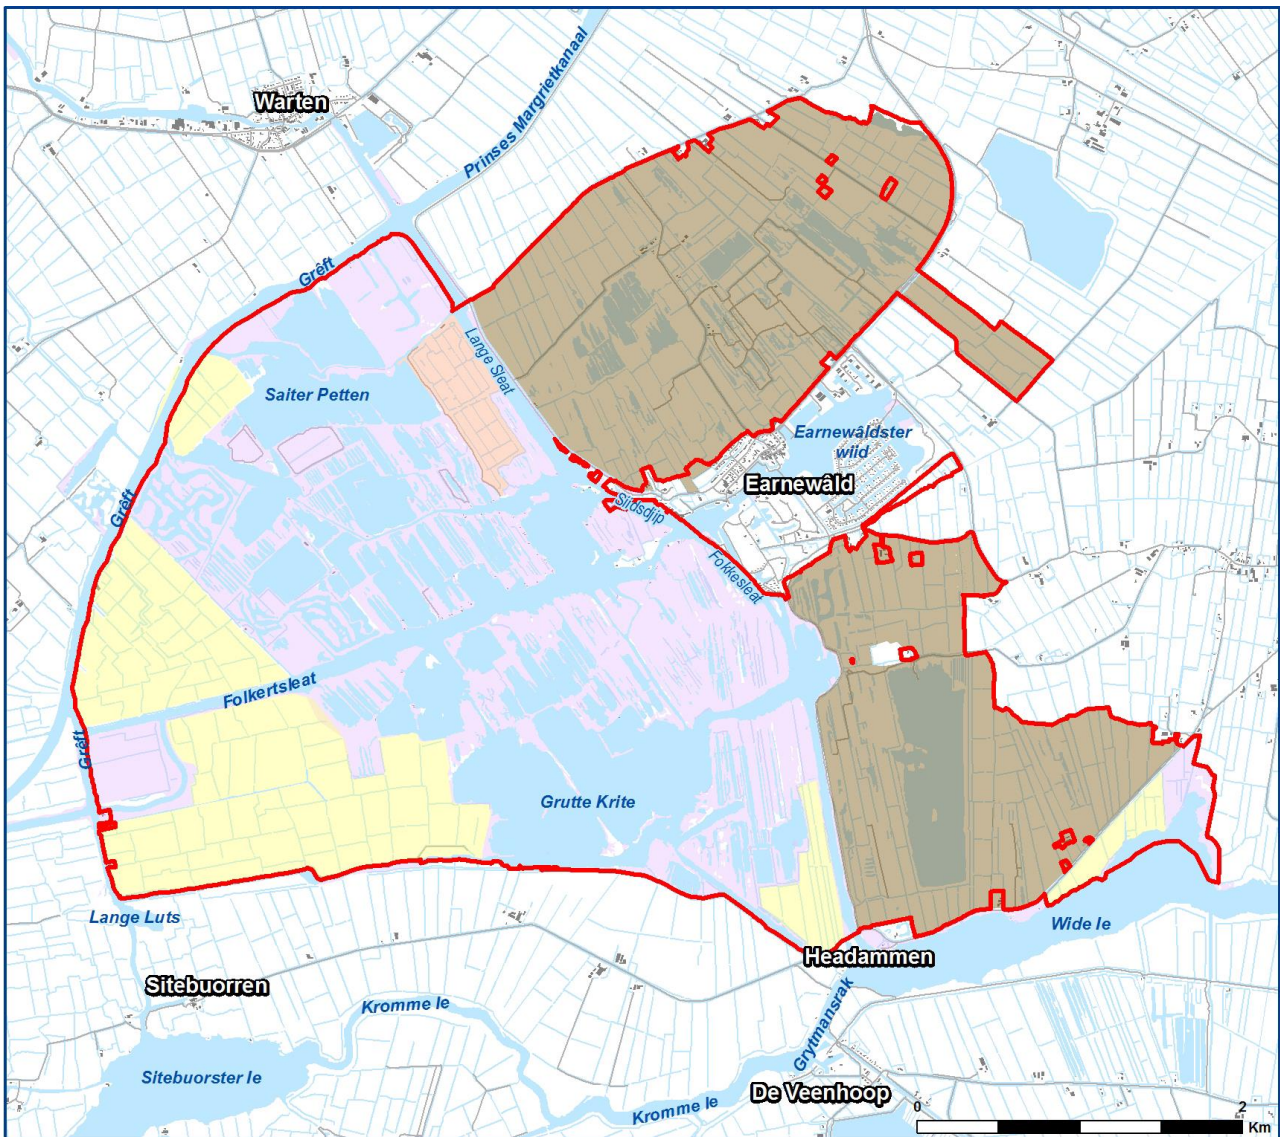 Warten
Prinses Margrietkanaal
Grêft
Lange Sleat
Saiter Petten
Earnewâldster
wiid
Earnewâld
Grêft
Sitdsdjip
Fokkesleat
Folkertsleat
Grêft
Grutte Krite
Lange Luts
Wide Ie
Headammen
Sitebuorren
Kromme Ie
Grytmansrak
Sitebuorster Ie
De Veenhoop
Kromme Ie
0
2
Km